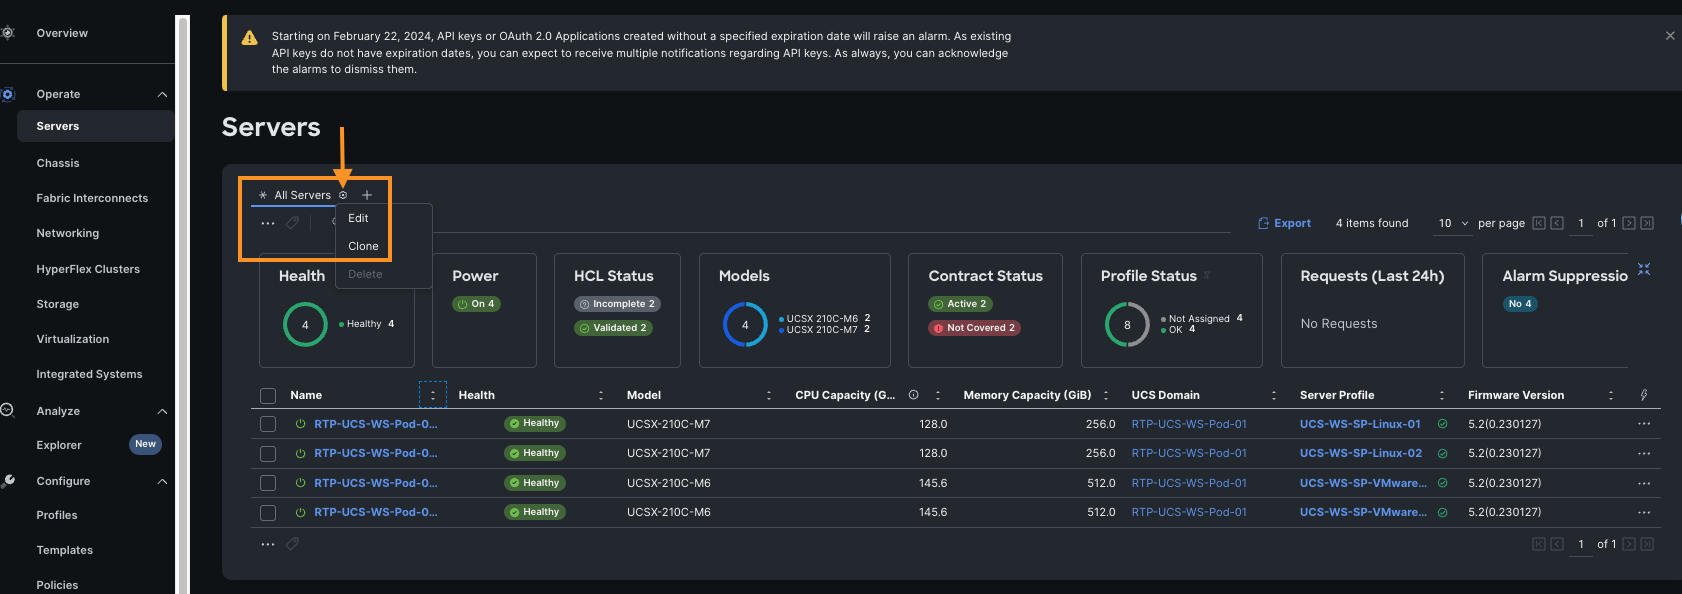 Overview
Operate
Servers
Chassis
Fabric Interconnects
Networking
HyperFlex Clusters
Storage
Virtualization
Integrated Systems
Analyze
Explorer New
Configure
Profiles
Templates
Policies
Starting on February 22, 2024, API keys or OAuth 2.0 Applications created without a specified expiration date will raise an alarm. As existing
API keys do not have expiration dates, you can expect to receive multiple notifications regarding API keys. As always, you can acknowledge
the alarms to dismiss them.
Servers
All Servers
Edit
Clone
Delete
Export 4 items found 10 per page 1 of 1
Health
4
Healthy 4
Power
On 4
HCL Status
Incomplete 2
Validated 2
Models
4
UCSX 210C-M6 2
UCSX 210C-M7 2
Contract Status
Active 2
Not Covered 2
Profile Status
8
Not Assigned 4
OK 4
Requests (Last 24h)
No Requests
Alarm Suppressio
No 4
Name Health Model CPU Capacity (G... Memory Capacity (GiB) UCS Domain Server Profile Firmware Version
RTP-UCS-WS-Pod-0... Healthy UCSX-210C-M7 128.0 256.0 RTP-UCS-WS-Pod-01 UCS-WS-SP-Linux-01 5.2(0.230127)
RTP-UCS-WS-Pod-0... Healthy UCSX-210C-M7 128.0 256.0 RTP-UCS-WS-Pod-01 UCS-WS-SP-Linux-02 5.2(0.230127)
RTP-UCS-WS-Pod-0... Healthy UCSX-210C-M6 145.6 512.0 RTP-UCS-WS-Pod-01 UCS-WS-SP-VMware... 5.2(0.230127)
RTP-UCS-WS-Pod-0... Healthy UCSX-210C-M6 145.6 512.0 RTP-UCS-WS-Pod-01 UCS-WS-SP-VMware... 5.2(0.230127)
1 of 1